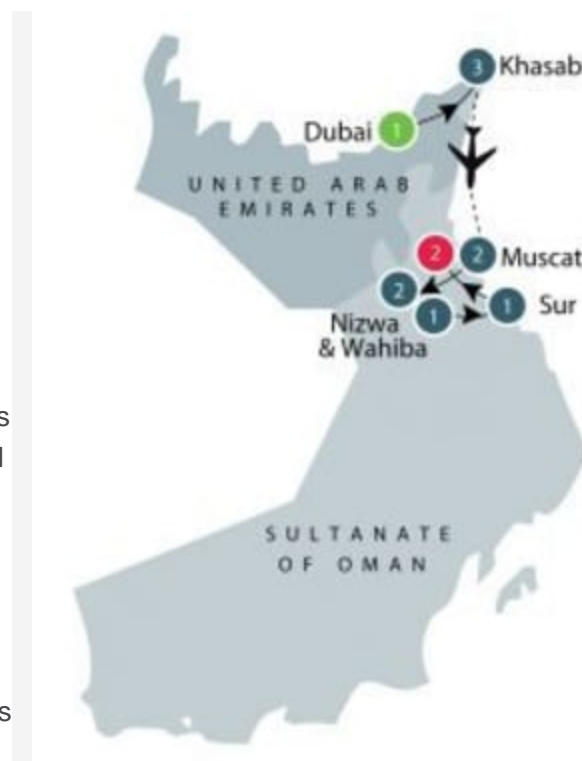 3 Khasab
Dubai 1
UNITED ARAB
EMIRATES
2 2 Muscat
2
1 Sur
Nizwa 1
& Wahiba
SULTANATE
OF OMAN
s
l
s